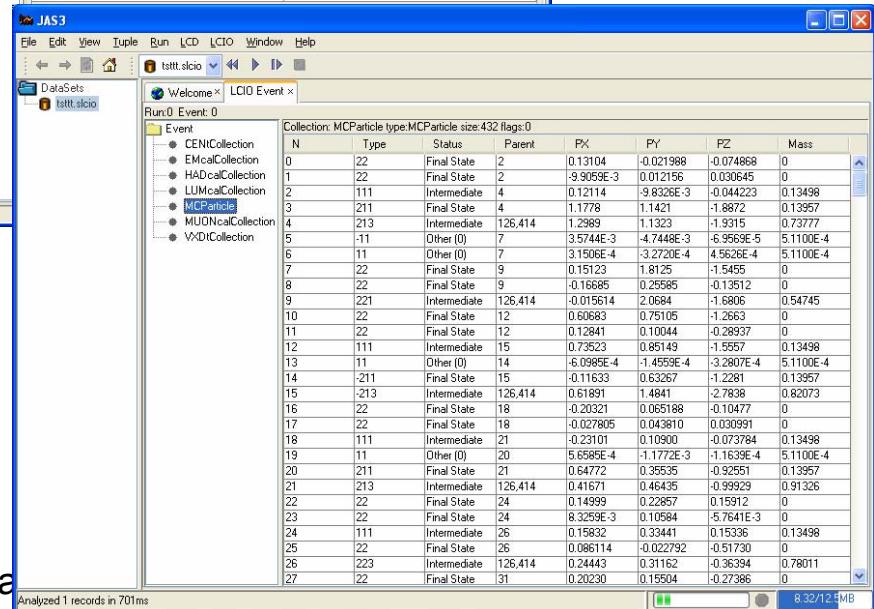 JAS3
File Edit View Tuple Run LCD LCIO Window Help
tsttt.slcio
DataSets
tsttt.slcio
Welcome LCIO Event
Run:0 Event: 0
Event
CENtCollection
EMcalCollection
HADcalCollection
LUMcalCollection
MCParticle
MUONcalCollection
VXDtCollection
Collection: MCParticle type:MCParticle size:432 flags:0
N Type Status Parent PX PY PZ Mass
0 22 Final State 2 0.13104 -0.021988 -0.074868 0
1 22 Final State 2 -9.9059E-3 0.012156 0.030645 0
2 111 Intermediate 4 0.12114 -9.8326E-3 -0.044223 0.13498
3 211 Final State 4 1.1778 1.1421 -1.8872 0.13957
4 213 Intermediate 126,414 1.2989 1.1323 -1.9315 0.73777
5 -11 Other (0) 7 3.5744E-3 -4.7448E-3 -6.9569E-5 5.1100E-4
6 11 Other (0) 7 3.1506E-4 -3.2720E-4 4.5626E-4 5.1100E-4
7 22 Final State 9 0.15123 1.8125 -1.5455 0
8 22 Final State 9 -0.16685 0.25585 -0.13512 0
9 221 Intermediate 126,414 -0.015614 2.0684 -1.6806 0.54745
10 22 Final State 12 0.60683 0.75105 -1.2663 0
11 22 Final State 12 0.12841 0.10044 -0.28937 0
12 111 Intermediate 15 0.73523 0.85149 -1.5557 0.13498
13 11 Other (0) 14 -6.0985E-4 -1.4559E-4 -3.2807E-4 5.1100E-4
14 -211 Final State 15 -0.11633 0.63267 -1.2281 0.13957
15 -213 Intermediate 126,414 0.61891 1.4841 -2.7838 0.82073
16 22 Final State 18 -0.20321 0.065188 -0.10477 0
17 22 Final State 18 -0.027805 0.043810 0.030991 0
18 111 Intermediate 21 -0.23101 0.10900 -0.073784 0.13498
19 11 Other (0) 20 5.6585E-4 -1.1772E-3 -1.1639E-4 5.1100E-4
20 211 Final State 21 0.64772 0.35535 -0.92551 0.13957
21 213 Intermediate 126,414 0.41671 0.46435 -0.99929 0.91326
22 22 Final State 24 0.14999 0.22857 0.15912 0
23 22 Final State 24 8.3259E-3 0.10584 -5.7641E-3 0
24 111 Intermediate 26 0.15832 0.33441 0.15336 0.13498
25 22 Final State 26 0.086114 -0.022792 -0.51730 0
26 223 Intermediate 126,414 0.24443 0.31162 -0.36394 0.78011
27 22 Final State 31 0.20230 0.15504 -0.27386 0
Analyzed 1 records in 701ms
8.32/12.5MB